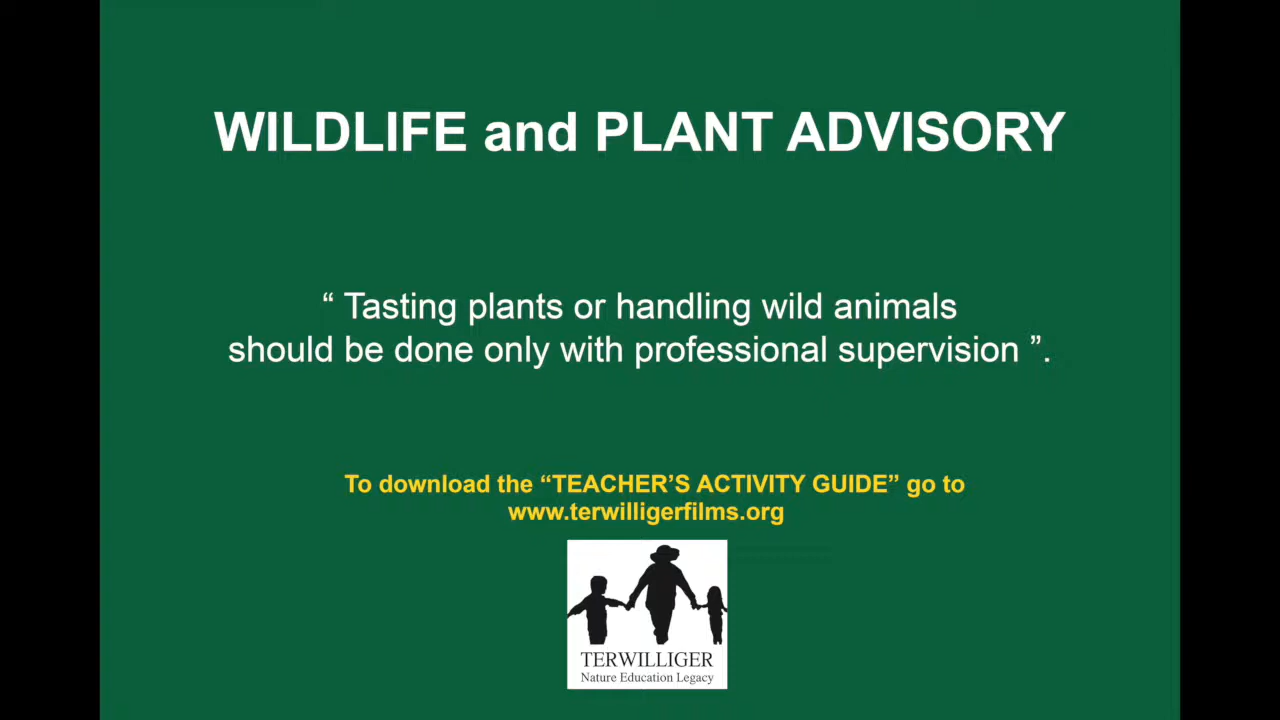 WILDLIFE and PLANT ADVISORY
“ Tasting plants or handling wild animals
should be done only with professional supervision ”.
To download the “TEACHER’S ACTIVITY GUIDE” go to
www.terwilligerfilms.org
TERWILLIGER
Nature Education Legacy